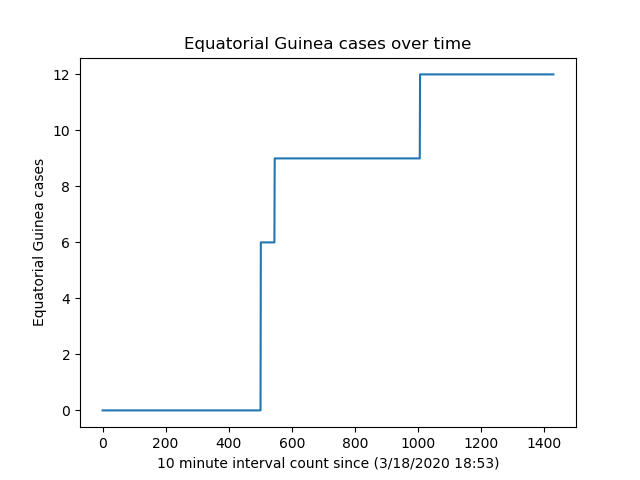 Equatorial Guinea cases over time
Equatorial Guinea cases
12
10
8
6
4
2
0
0 200 400 600 800 1000 1200 1400
10 minute interval count since (3/18/2020 18:53)